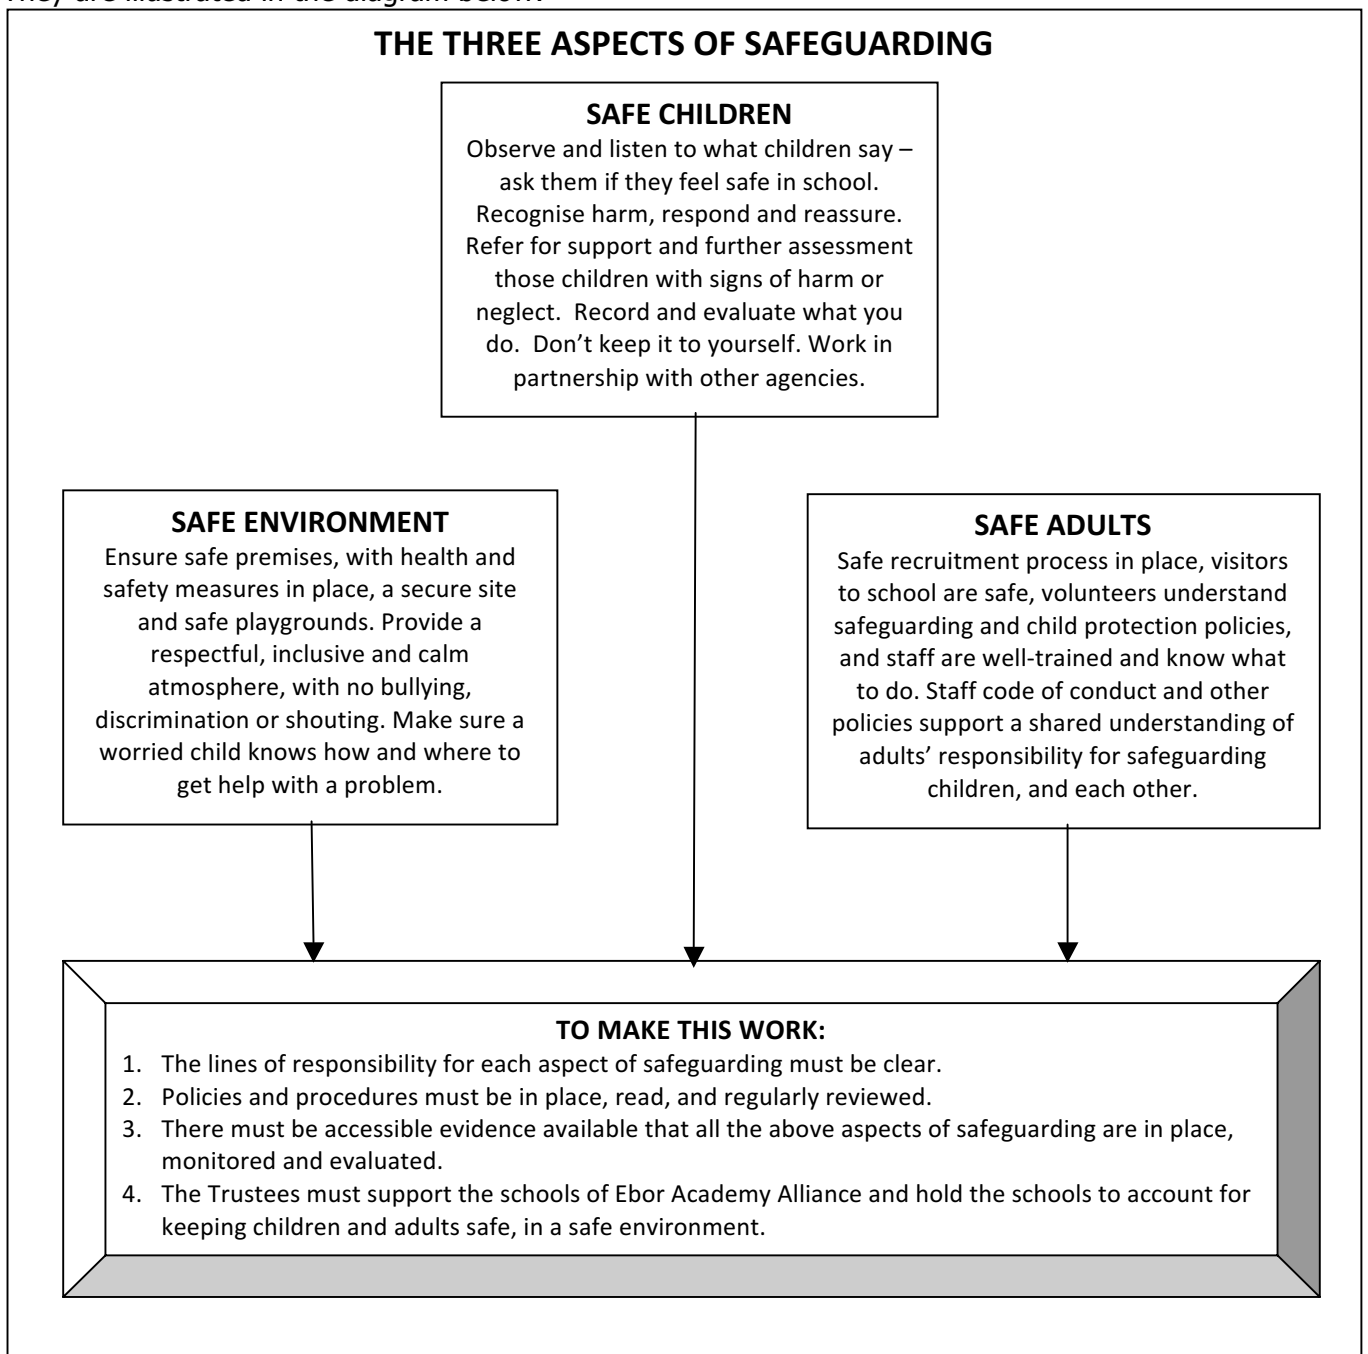 They are illustrated in the diagram below.
THE THREE ASPECTS OF SAFEGUARDING
SAFE CHILDREN
Observe and listen to what children say –
ask them if they feel safe in school.
Recognise harm, respond and reassure.
Refer for support and further assessment
those children with signs of harm or
neglect.  Record and evaluate what you
do.  Don’t keep it to yourself. Work in
partnership with other agencies.
SAFE ENVIRONMENT
Ensure safe premises, with health and
safety measures in place, a secure site
and safe playgrounds. Provide a
respectful, inclusive and calm
atmosphere, with no bullying,
discrimination or shouting. Make sure a
worried child knows how and where to
get help with a problem.
SAFE ADULTS
Safe recruitment process in place, visitors
to school are safe, volunteers understand
safeguarding and child protection policies,
and staff are well-trained and know what
to do. Staff code of conduct and other
policies support a shared understanding of
adults’ responsibility for safeguarding
children, and each other.
TO MAKE THIS WORK:
1. The lines of responsibility for each aspect of safeguarding must be clear.
2. Policies and procedures must be in place, read, and regularly reviewed.
3. There must be accessible evidence available that all the above aspects of safeguarding are in place,
monitored and evaluated.
4. The Trustees must support the schools of Ebor Academy Alliance and hold the schools to account for
keeping children and adults safe, in a safe environment.